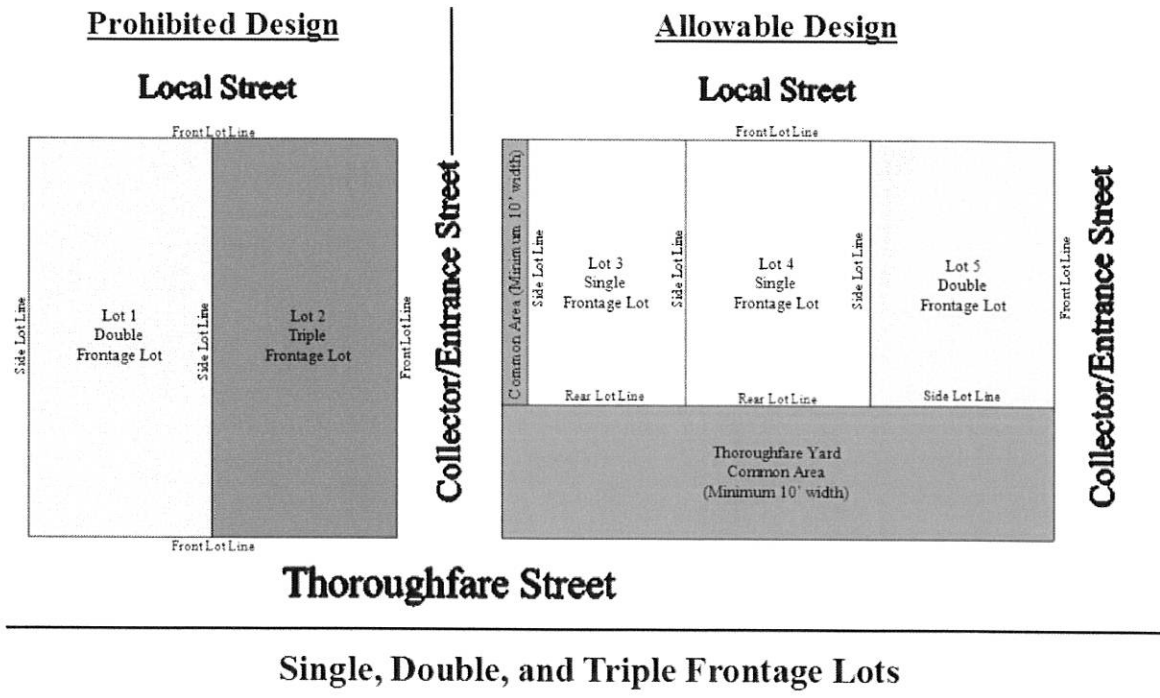 Prohibited Design
Local Street
Front Lot Line
Side Lot Line
Lot 1
Double
Frontage Lot
Side Lot Line
Lot 2
Triple
Frontage Lot
Front Lot Line
Front Lot Line
Collector/Entrance Street
Allowable Design
Local Street
Front Lot Line
Common Area (Minimum 10' width)
Side Lot Line
Lot 3
Single
Frontage Lot
Side Lot Line
Lot 4
Single
Frontage Lot
Side Lot Line
Lot 5
Double
Frontage Lot
Front Lot Line
Rear Lot Line
Rear Lot Line
Side Lot Line
Thoroughfare Yard
Common Area
(Minimum 10' width)
Collector/Entrance Street
Thoroughfare Street
Single, Double, and Triple Frontage Lots